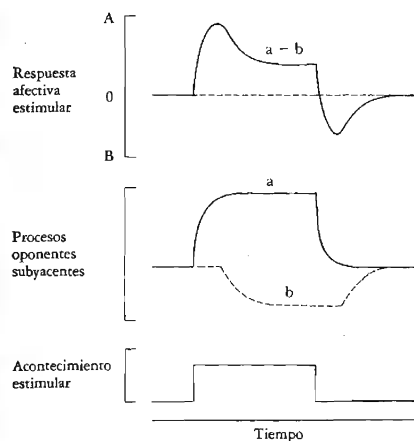 A
a – b
Respuesta
afectiva
estimular
0
B
a
Procesos
oponentes
subyacentes
b
Acontecimiento
estimular
Tiempo